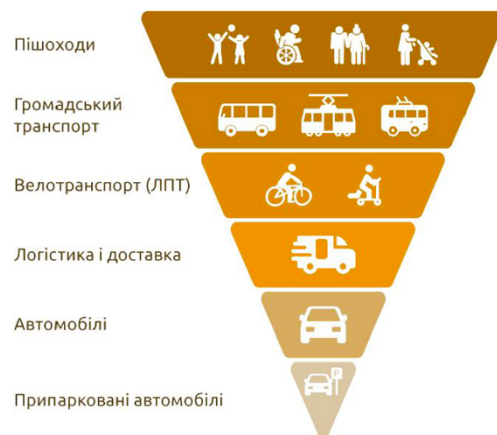 Пішоходи
Громадський
транспорт
Велотранспорт (ЛПТ)
Логістика і доставка
Автомобілі
Припарковані автомобілі
P